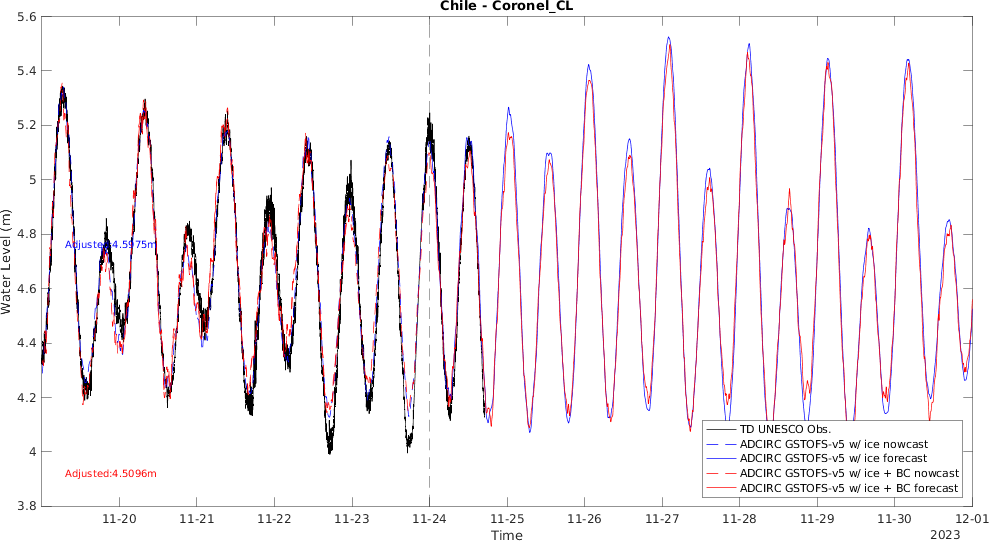 Chile - Coronel_CL
5.6
5.4
5.2
5
4.8
4.6
4.4
4.2
4
3.8
Water Level (m)
Adjusted:4.5975m
Adjusted:4.5096m
TD UNESCO Obs.
ADCIRC GSTOFS-v5 w/ ice nowcast
ADCIRC GSTOFS-v5 w/ ice forecast
ADCIRC GSTOFS-v5 w/ ice + BC nowcast
ADCIRC GSTOFS-v5 w/ ice + BC forecast
11-20 11-21 11-22 11-23 11-24 11-25 11-26 11-27 11-28 11-29 11-30 12-01
Time
2023